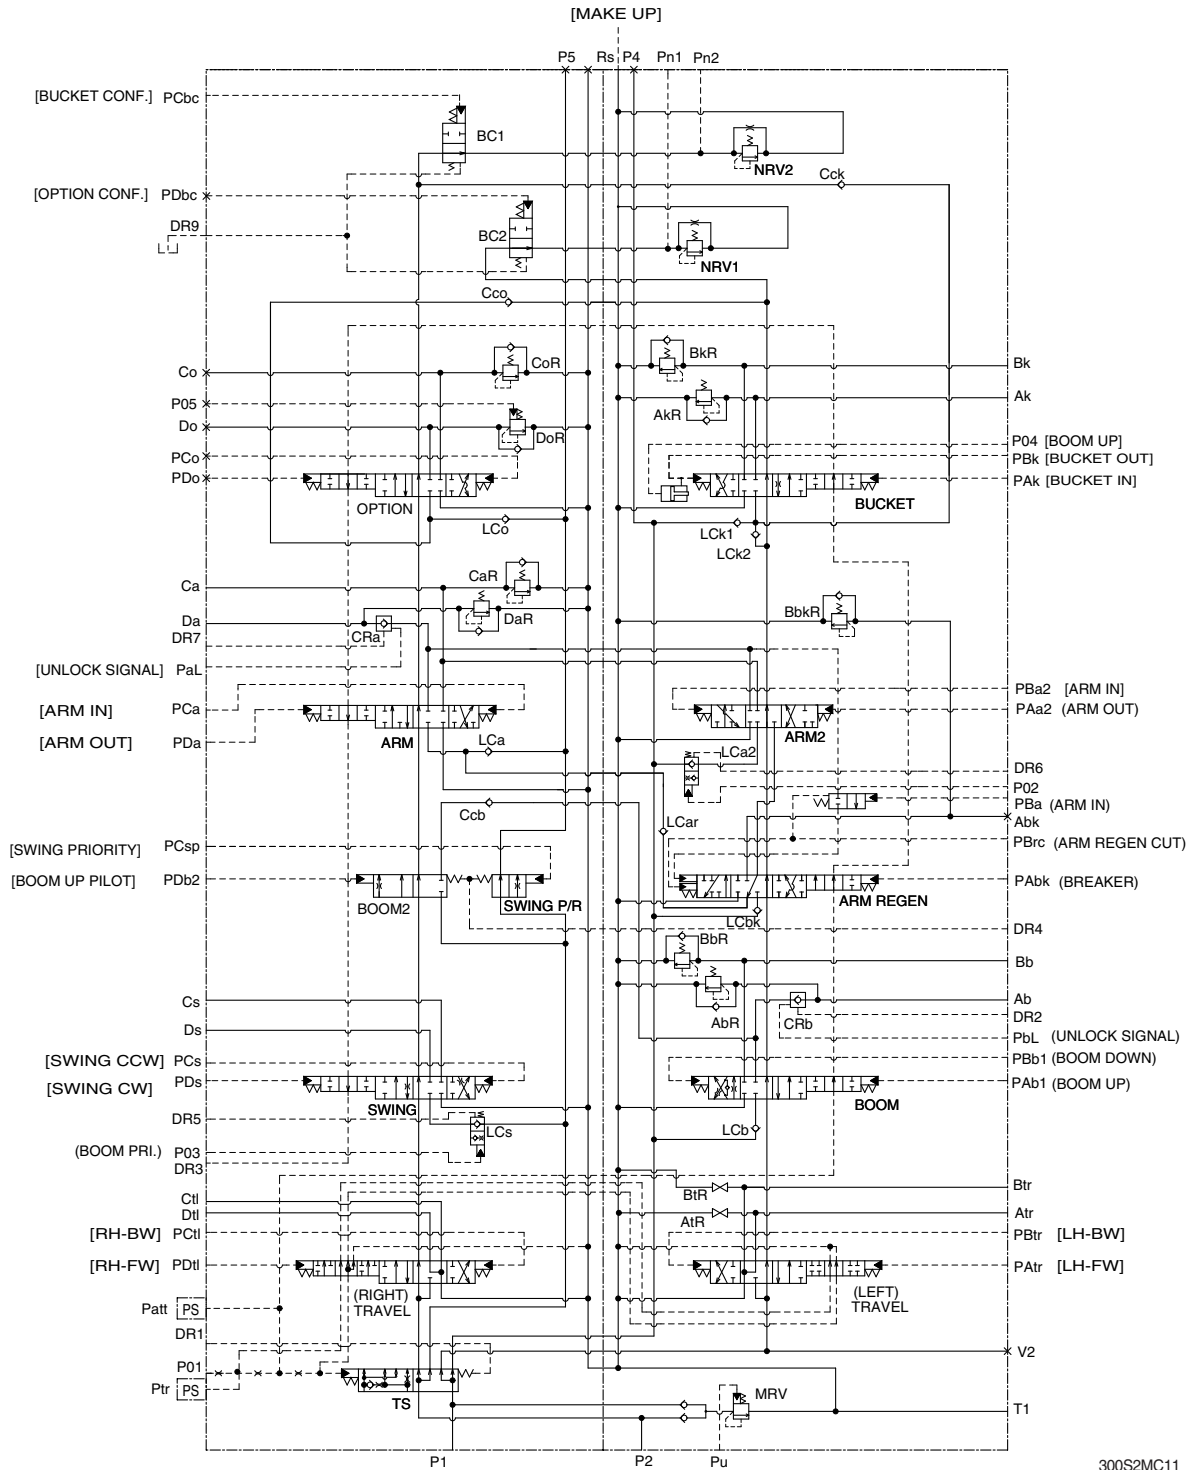 [MAKE UP]
P5 Rs P4 Pn1 Pn2
[BUCKET CONF.] PCbc
BC1
NRV2
Cck
[OPTION CONF.] PDbc
DR9
BC2
NRV1
Cco
CoR
BkR
Co
Bk
P05
AkR
Ak
Do
DoR
P04 [BOOM UP]
PCo
PBk [BUCKET OUT]
PDo
PAk [BUCKET IN]
OPTION
BUCKET
LCo
LCk1
LCk2
CaR
Ca
BbkR
Da
DaR
DR7
CRa
[UNLOCK SIGNAL] PaL
PBa2 [ARM IN]
[ARM IN] PCa
PAa2 (ARM OUT)
[ARM OUT] PDa
ARM
ARM2
LCa
LCa2
DR6
P02
PBa (ARM IN)
Ccb
LCar
Abk
[SWING PRIORITY] PCsp
PBrc (ARM REGEN CUT)
[BOOM UP PILOT] PDb2
PAbk (BREAKER)
BOOM2
SWING P/R
ARM REGEN
LCbk
DR4
BbR
Bb
Cs
Ab
Ds
AbR
CRb
DR2
PbL (UNLOCK SIGNAL)
[SWING CCW] PCs
PBb1 (BOOM DOWN)
[SWING CW] PDs
PAb1 (BOOM UP)
SWING
BOOM
DR5
LCs
LCb
(BOOM PRI.) P03
DR3
Ctl
BtR
Btr
Dtl
AtR
Atr
[RH-BW] PCtl
PBtr [LH-BW]
[RH-FW] PDtl
PAtr [LH-FW]
(RIGHT)
TRAVEL
(LEFT)
TRAVEL
Patt PS
DR1
V2
P01
Ptr PS
TS
MRV
T1
P1
P2
Pu
300S2MC11